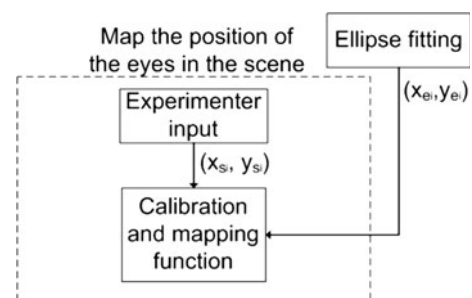 Map the position of
the eyes in the scene
Ellipse fitting
(xei,yei)
Experimenter
input
(xsi, ysi)
Calibration
and mapping
function